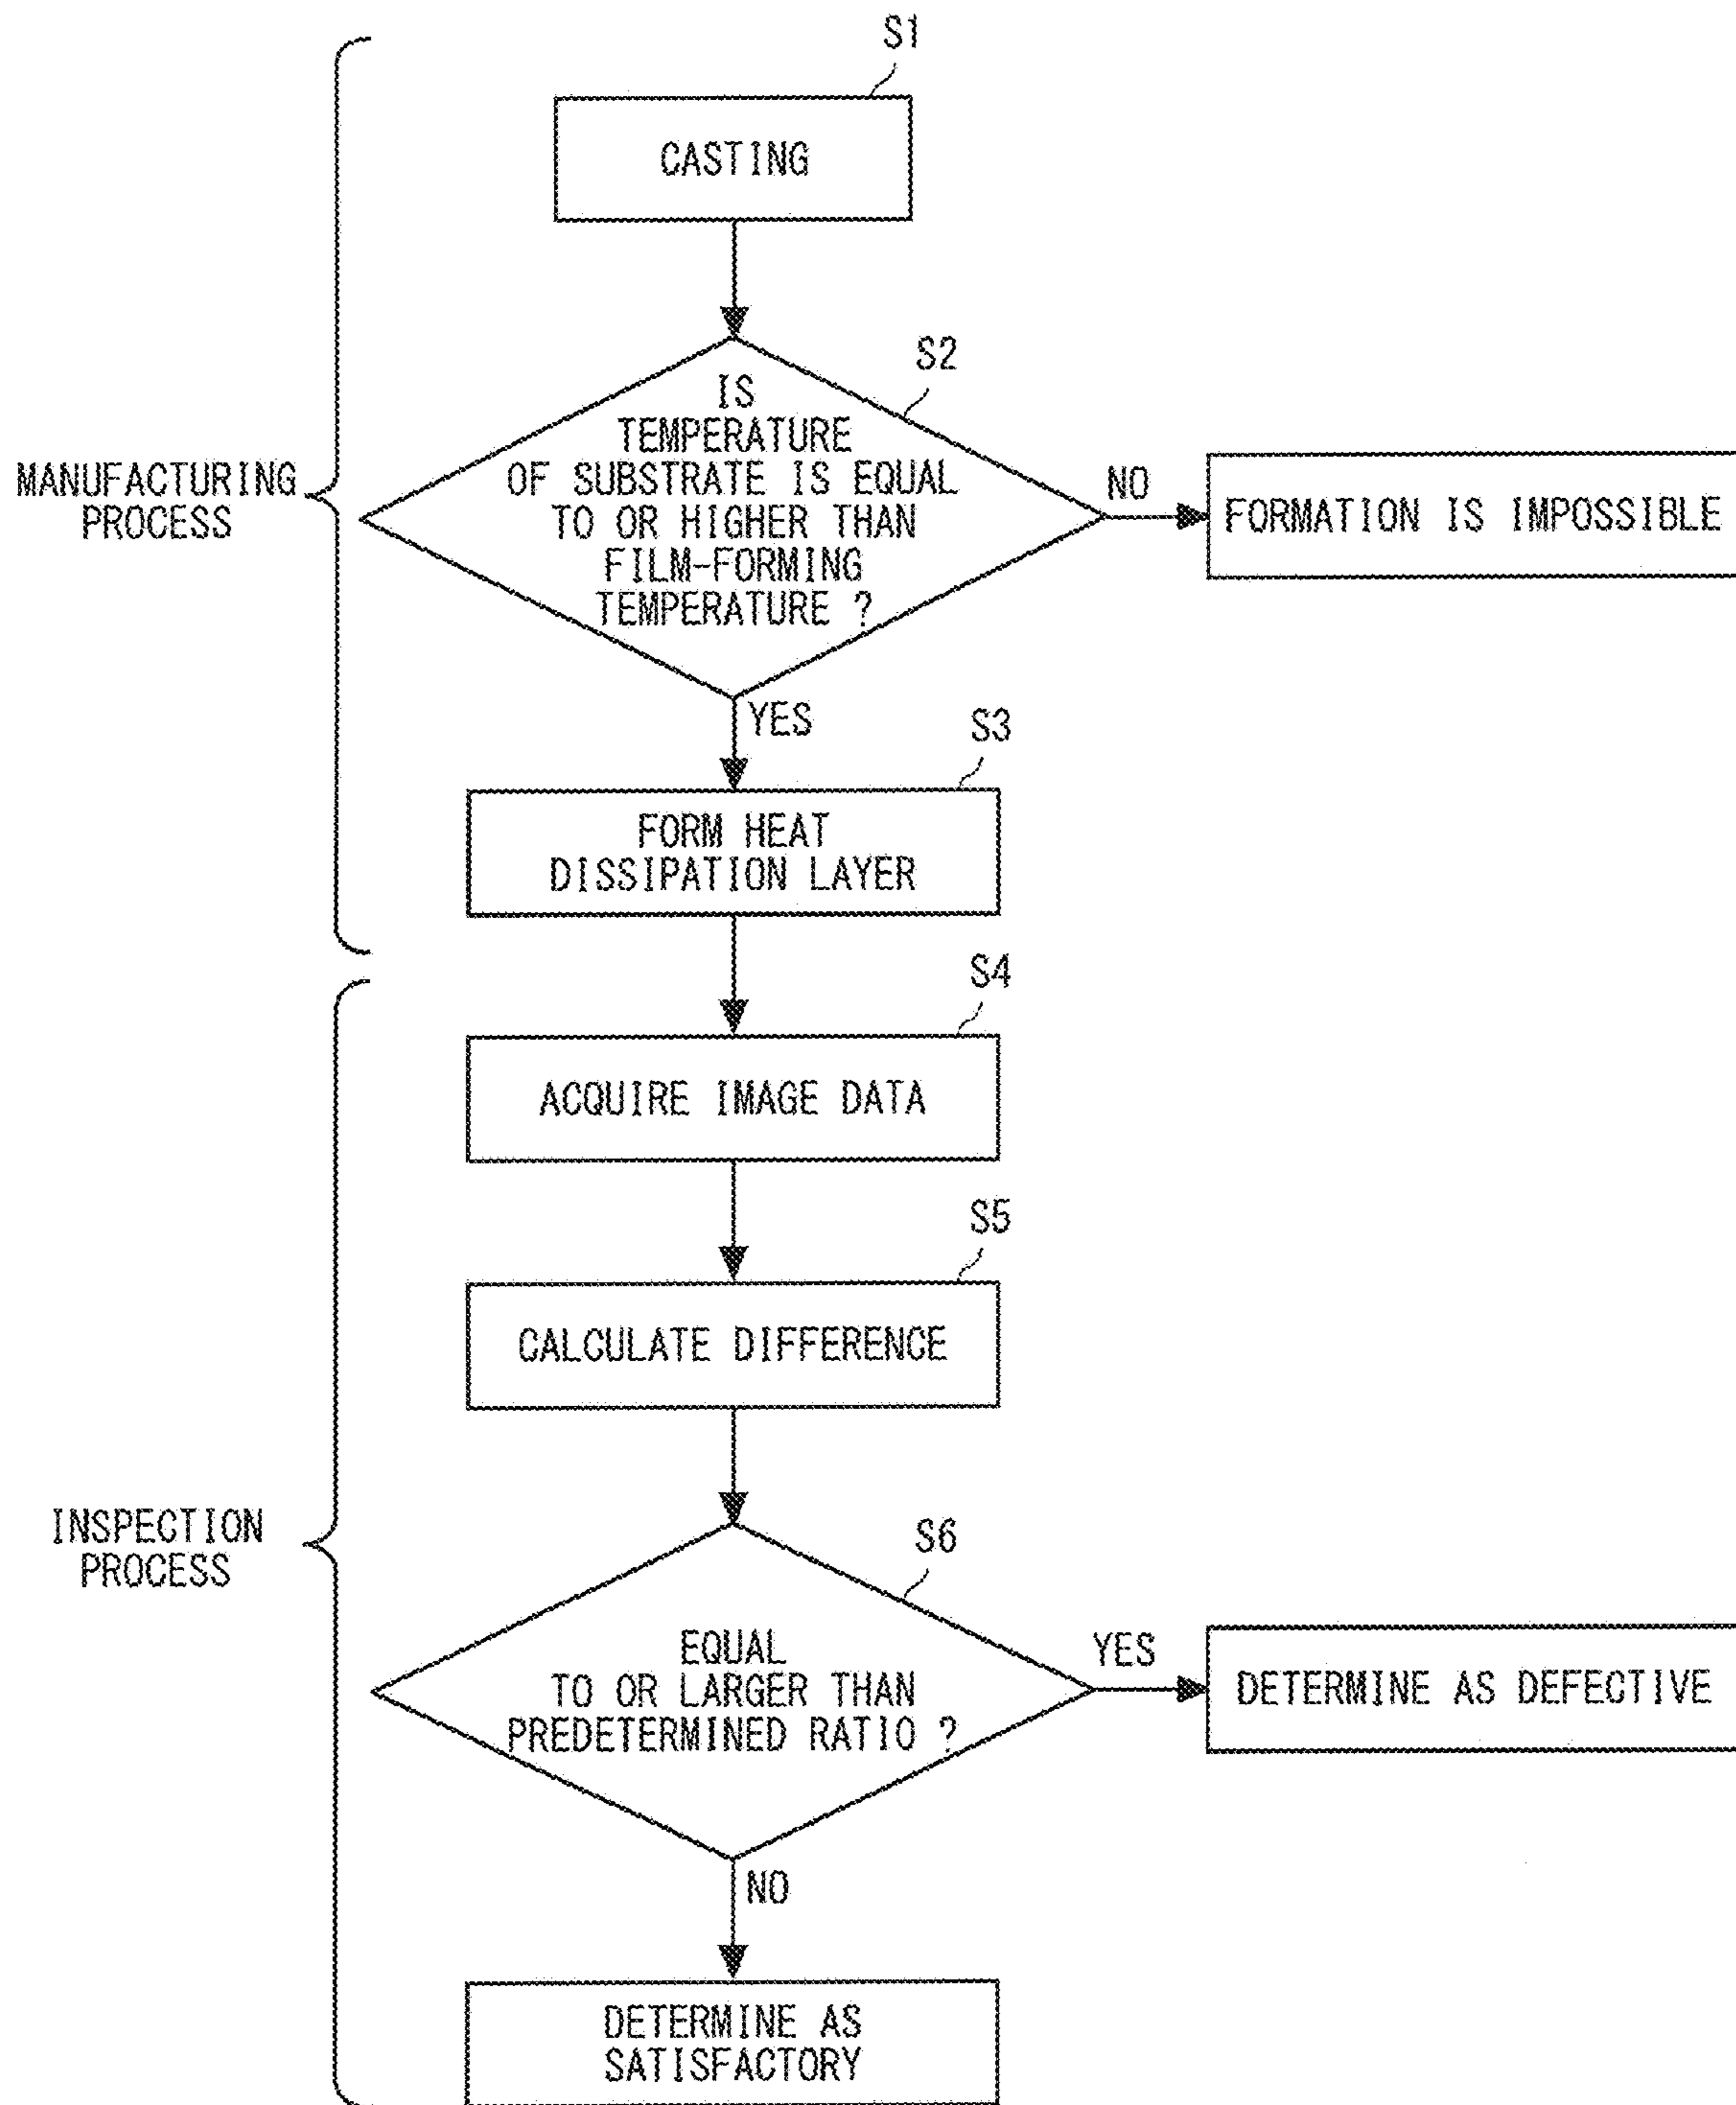 S1
CASTING
S2
IS
TEMPERATURE
OF SUBSTRATE IS EQUAL
TO OR HIGHER THAN
FILM-FORMING
TEMPERATURE ?
NO
FORMATION IS IMPOSSIBLE
MANUFACTURING
PROCESS
YES
S3
FORM HEAT
DISSIPATION LAYER
S4
ACQUIRE IMAGE DATA
S5
CALCULATE DIFFERENCE
INSPECTION
PROCESS
S6
EQUAL
TO OR LARGER THAN
PREDETERMINED RATIO ?
YES
DETERMINE AS DEFECTIVE
NO
DETERMINE AS
SATISFACTORY